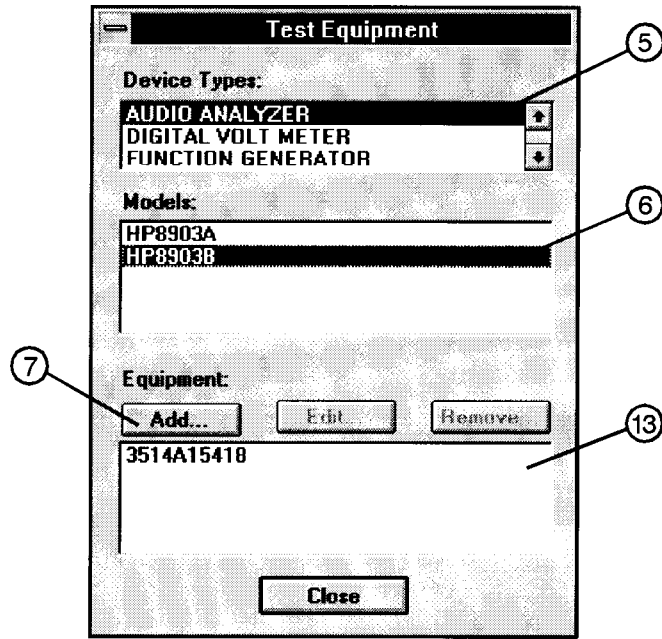 Test Equipment
5
Device Types:
AUDIO ANALYZER
DIGITAL VOLT METER
FUNCTION GENERATOR
Models:
6
HP8903A
HP8903B
7
Equipment:
Add... Edit... Remove...
13
3514A15418
Close